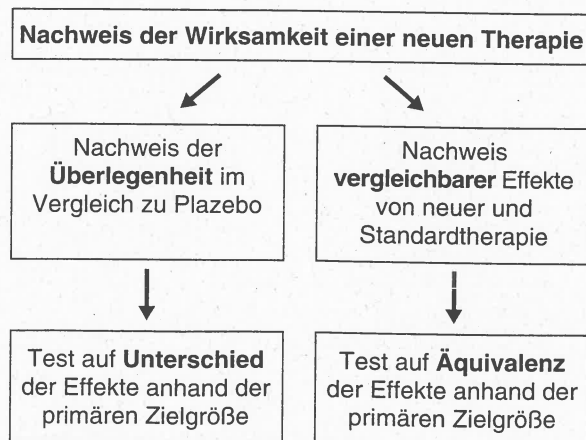 Nachweis der Wirksamkeit einer neuen Therapie
Nachweis der
Überlegenheit im
Vergleich zu Plazebo
Nachweis
vergleichbarer Effekte
von neuer und
Standardtherapie
Test auf Unterschied
der Effekte anhand der
primären Zielgröße
Test auf Äquivalenz
der Effekte anhand der
primären Zielgröße